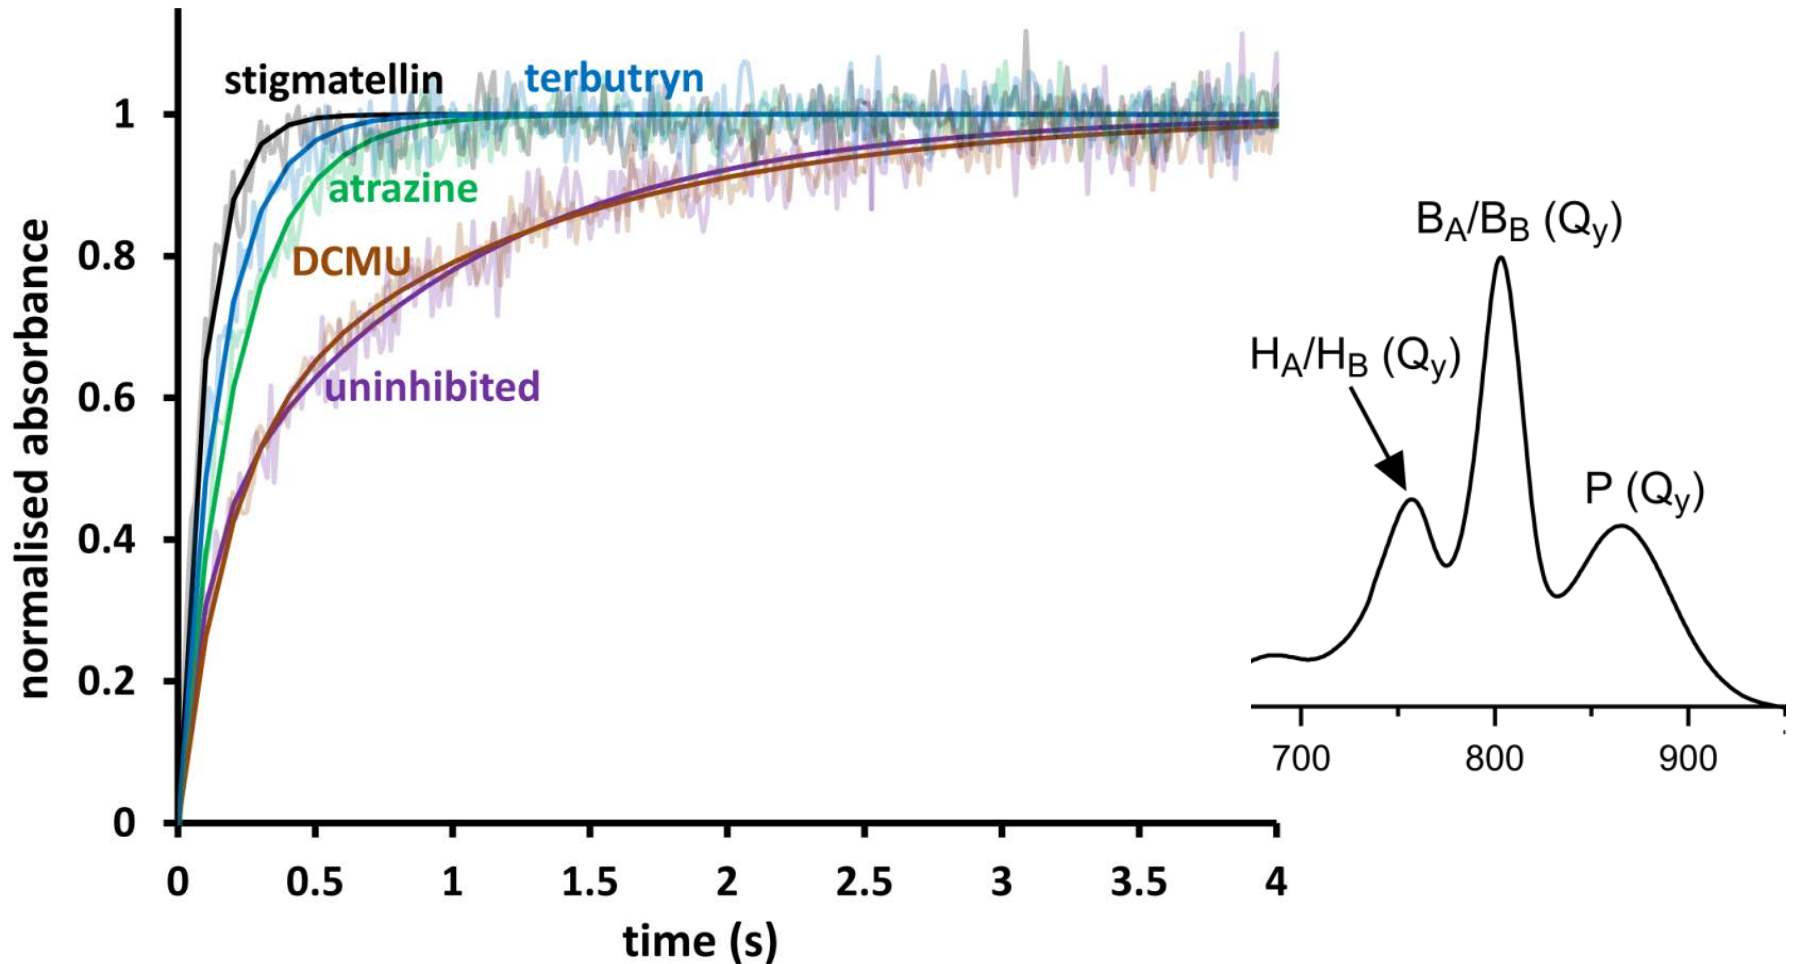 stigmatellin
terbutryn
atrazine
DCMU
uninhibited
normalised absorbance
1
0.8
0.6
0.4
0.2
0
0 0.5 1 1.5 2 2.5 3 3.5 4
time (s)
BA/BB (Qy)
HA/HB (Qy)
P (Qy)
700 800 900